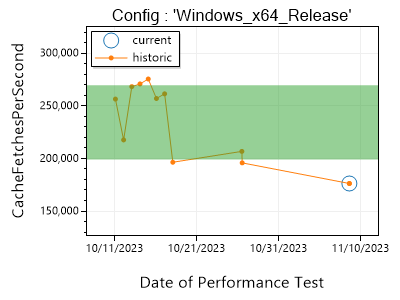 Config : 'Windows_x64_Release'
current
historic
300,000
250,000
200,000
150,000
CacheFetchesPerSecond
10/11/2023
10/21/2023
10/31/2023
11/10/2023
Date of Performance Test